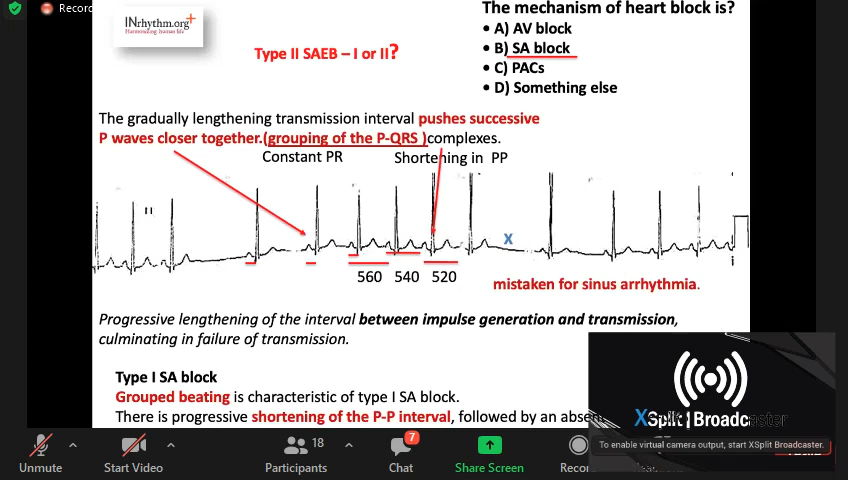 Recor
INrhythm.org
Harmonizing human life
The mechanism of heart block is?
• A) AV block
• B) SA block
• C) PACs
• D) Something else
Type II SAEB – I or II?
The gradually lengthening transmission interval pushes successive
P waves closer together.(grouping of the P-QRS )complexes.
Constant PR
Shortening in PP
II
X
560
540
520
mistaken for sinus arrhythmia.
Progressive lengthening of the interval between impulse generation and transmission,
culminating in failure of transmission.
Type I SA block
Grouped beating is characteristic of type I SA block.
There is progressive shortening of the P-P interval, followed by an absen
XSplit | Broadcaster
To enable virtual camera output, start XSplit Broadcaster.
Unmute
Start Video
18
Participants
7
Chat
Share Screen
Recor